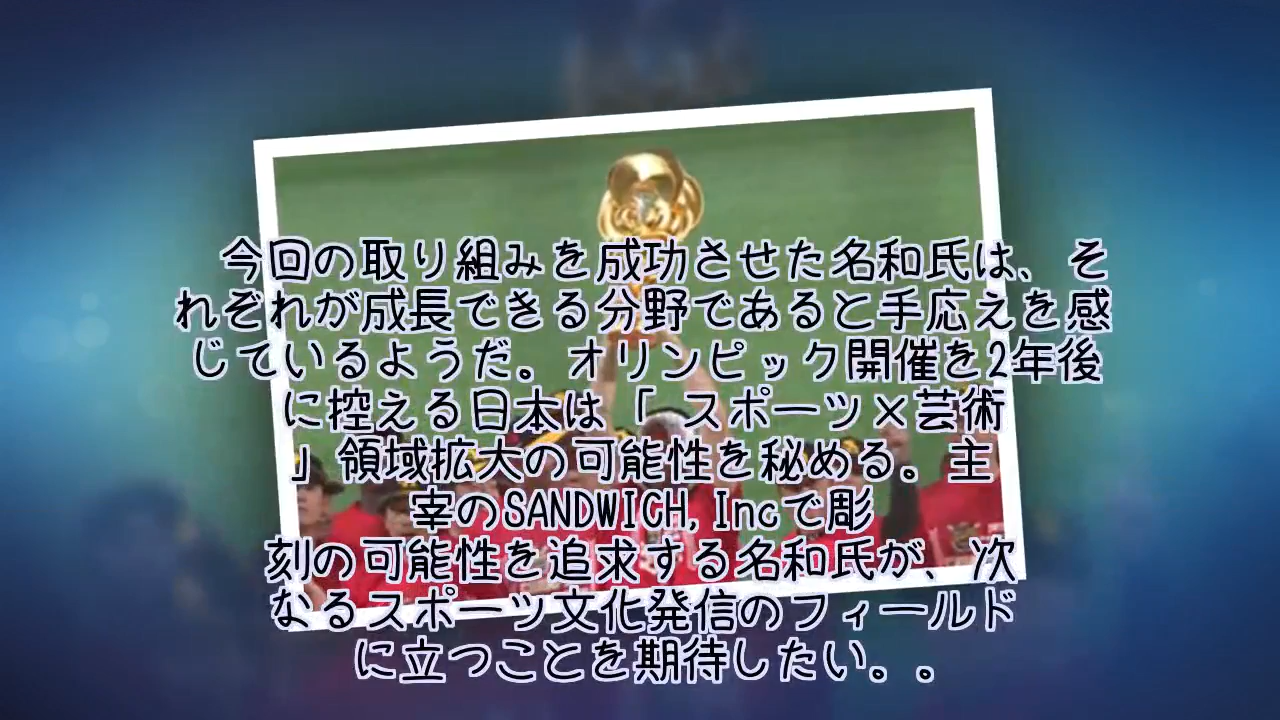 今回の取り組みを成功させた名和氏は、そ
れぞれが成長できる分野であると手応えを感
じているようだ。オリンピック開催を2年後
に控える日本は「 スポーツ×芸術
」領域拡大の可能性を秘める。主
宰のSANDWICH,Incで彫
刻の可能性を追求する名和氏が、次
なるスポーツ文化発信のフィールド
に立つことを期待したい。。